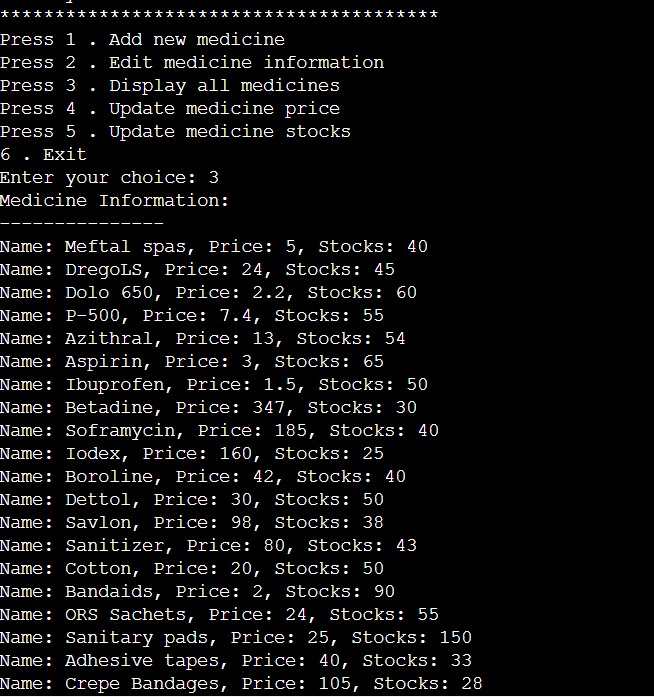 *****************************************
Press 1 . Add new medicine
Press 2 . Edit medicine information
Press 3 . Display all medicines
Press 4 . Update medicine price
Press 5 . Update medicine stocks
6 . Exit
Enter your choice: 3
Medicine Information:
---------------
Name: Meftal spas, Price: 5, Stocks: 40
Name: DregoLS, Price: 24, Stocks: 45
Name: Dolo 650, Price: 2.2, Stocks: 60
Name: P-500, Price: 7.4, Stocks: 55
Name: Azithral, Price: 13, Stocks: 54
Name: Aspirin, Price: 3, Stocks: 65
Name: Ibuprofen, Price: 1.5, Stocks: 50
Name: Betadine, Price: 347, Stocks: 30
Name: Soframycin, Price: 185, Stocks: 40
Name: Iodex, Price: 160, Stocks: 25
Name: Boroline, Price: 42, Stocks: 40
Name: Dettol, Price: 30, Stocks: 50
Name: Savlon, Price: 98, Stocks: 38
Name: Sanitizer, Price: 80, Stocks: 43
Name: Cotton, Price: 20, Stocks: 50
Name: Bandaids, Price: 2, Stocks: 90
Name: ORS Sachets, Price: 24, Stocks: 55
Name: Sanitary pads, Price: 25, Stocks: 150
Name: Adhesive tapes, Price: 40, Stocks: 33
Name: Crepe Bandages, Price: 105, Stocks: 28